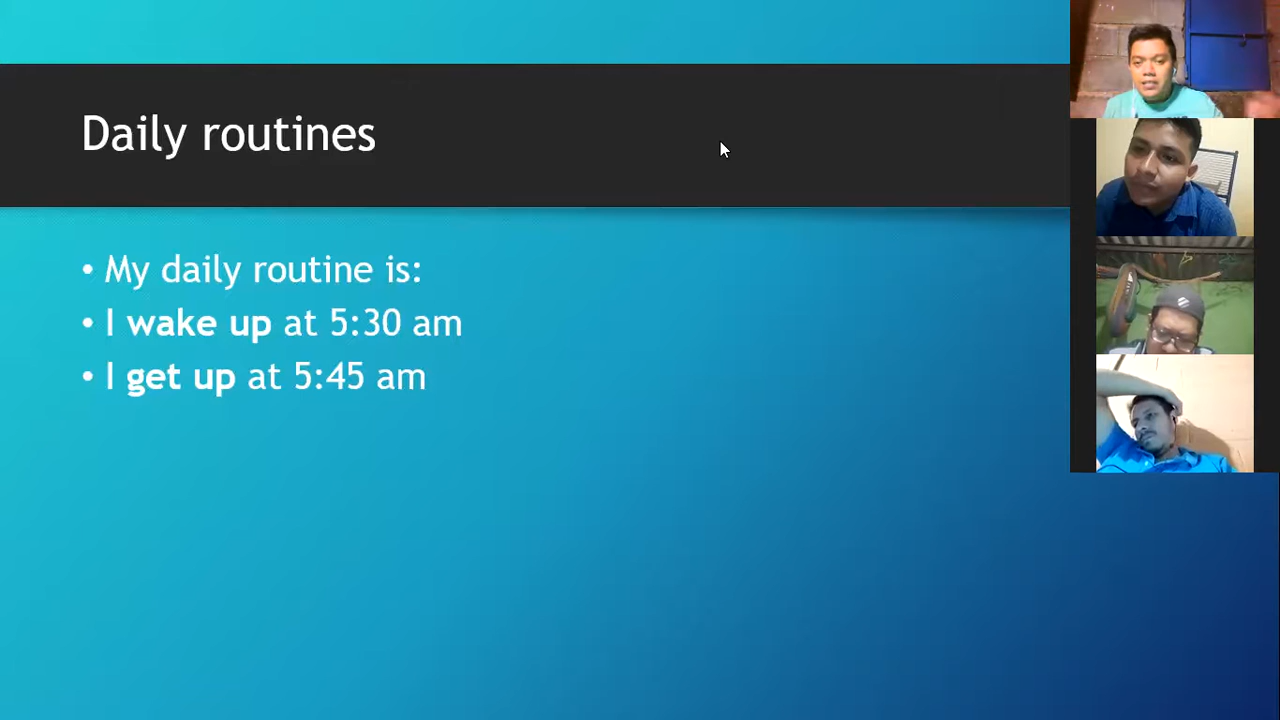 Daily routines
• My daily routine is:
• I wake up at 5:30 am
• I get up at 5:45 am